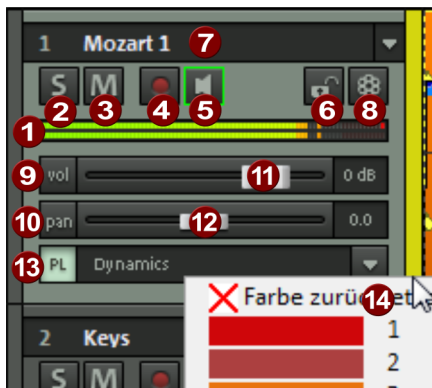 1 Mozart 1 7
S M
2 3 4 5 6 8
1
9 vol 11 0 dB
10 pan 12 0.0
13 PL Dynamics
Farbe 14
2 Keys 1
S M 2